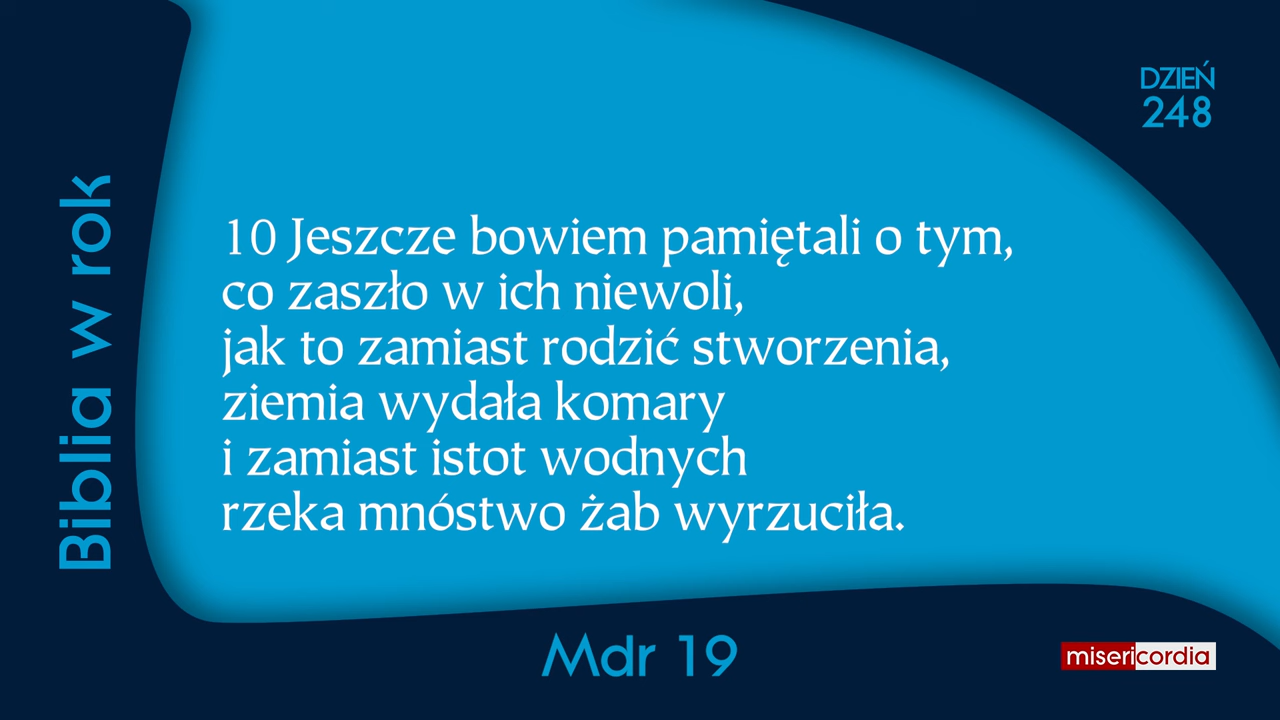 DZIEŃ
248
Biblia w rok
10 Jeszcze bowiem pamiętali o tym,
co zaszło w ich niewoli,
jak to zamiast rodzić stworzenia,
ziemia wydała komary
i zamiast istot wodnych
rzeka mnóstwo żab wyrzuciła.
Mdr 19
misericordia